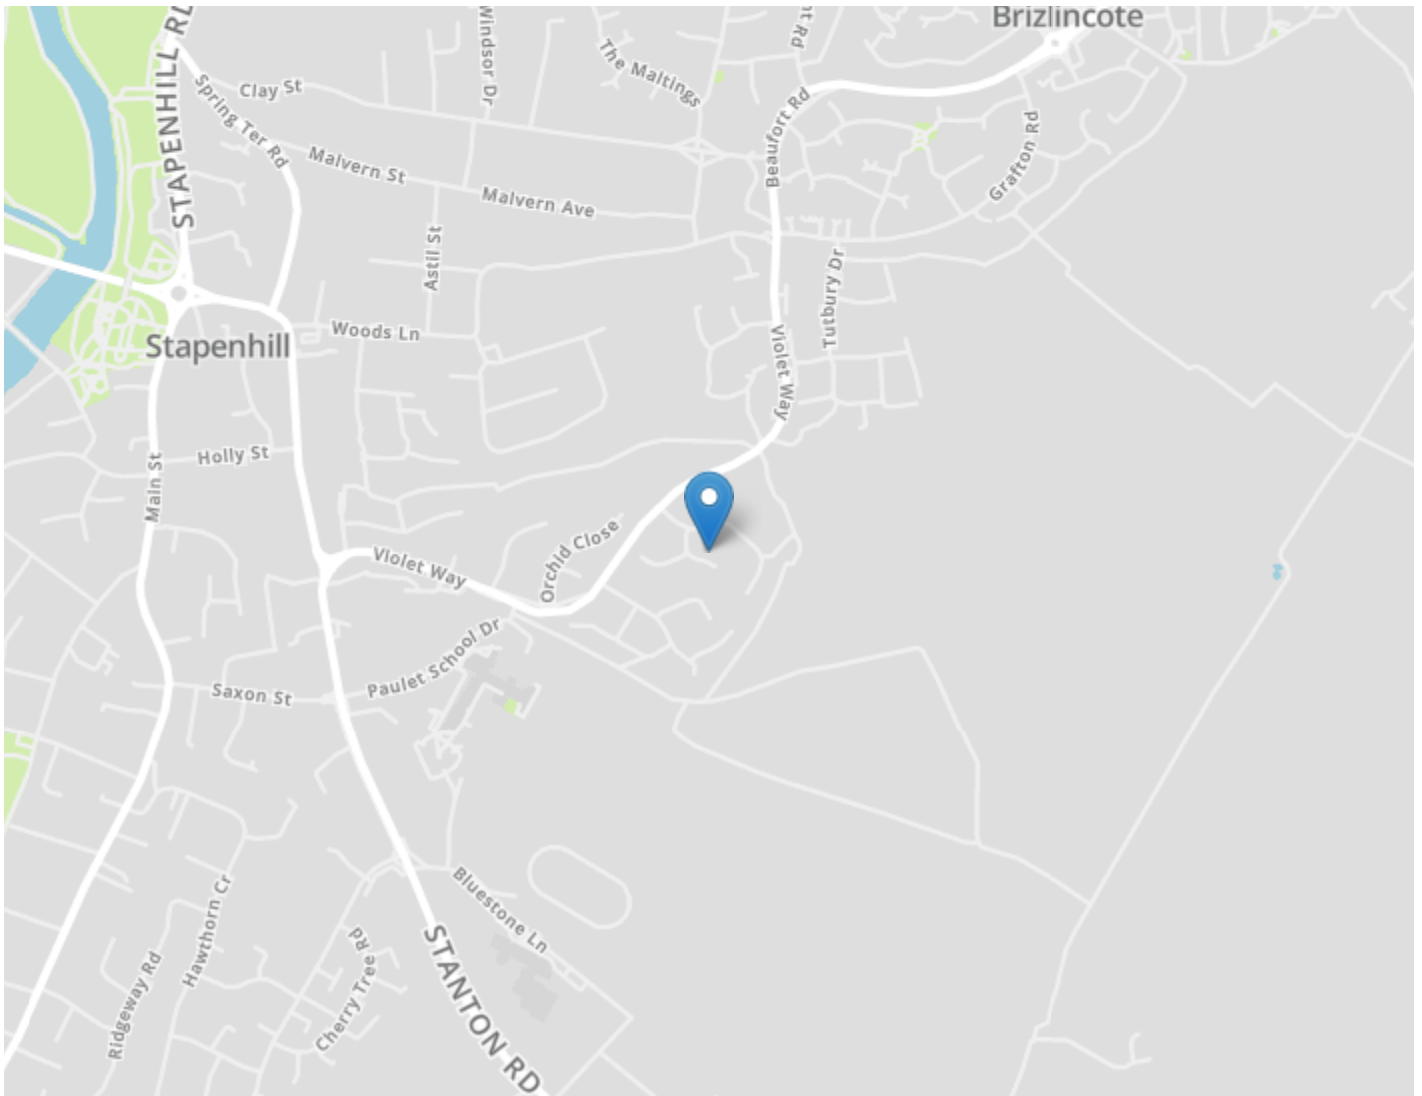 Brizlincote
STAPENHILL RD
Windsor Dr
The Maltings
Clay St
Spring Ter Rd
Beaufort Rd
Grafton Rd
Malvern St
Malvern Ave
Astil St
Tutbury Dr
Woods Ln
Stapenhill
Violet Way
Holly St
Main St
Orchid Close
Violet Way
Paulet School Dr
Saxon St
Bluestone Ln
Hawthorn Cr
Cherry Tree Rd
STANTON RD
Ridgeway Rd